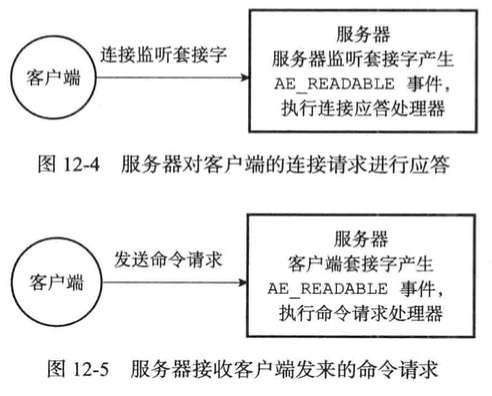 客户端
连接监听套接字
服务器
服务器监听套接字产生
AE_READABLE 事件，
执行连接应答处理器
图 12-4 服务器对客户端的连接请求进行应答
客户端
发送命令请求
服务器
客户端套接字产生
AE_READABLE 事件，
执行命令请求处理器
图 12-5 服务器接收客户端发来的命令请求